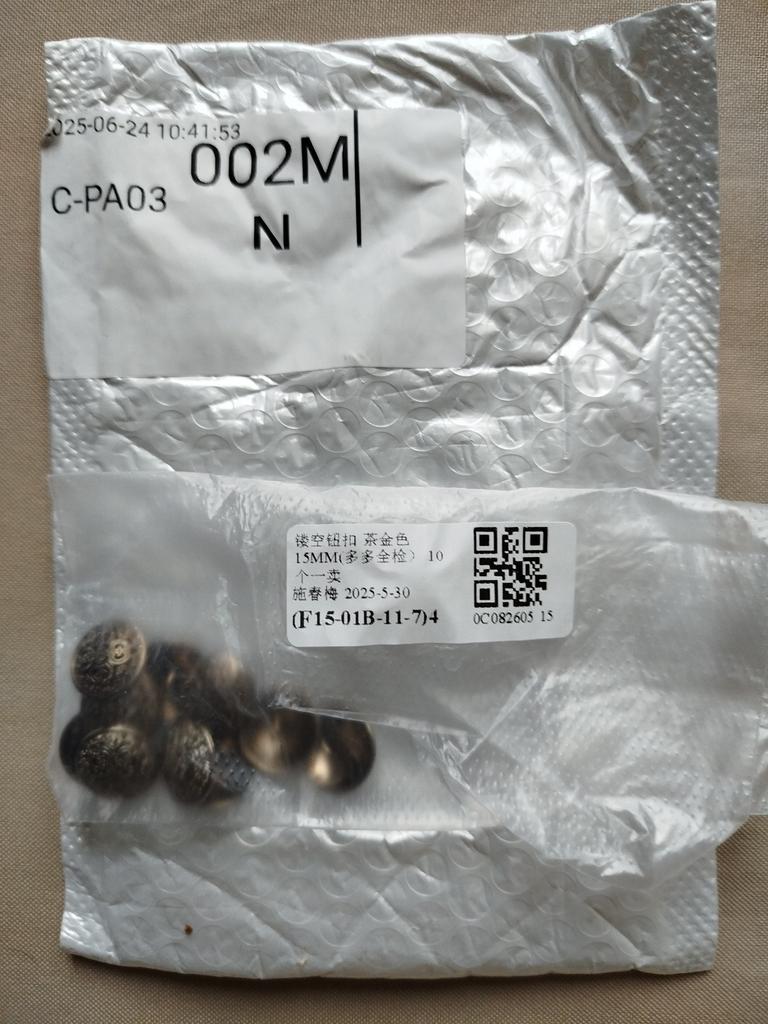 025-06-24 10:41:53
002M
C-PA03
N
镂空钮扣 茶金色
15MM(多多全检） 10
个一卖
施春梅 2025-5-30
(F15-01B-11-7)4
0C082605 15